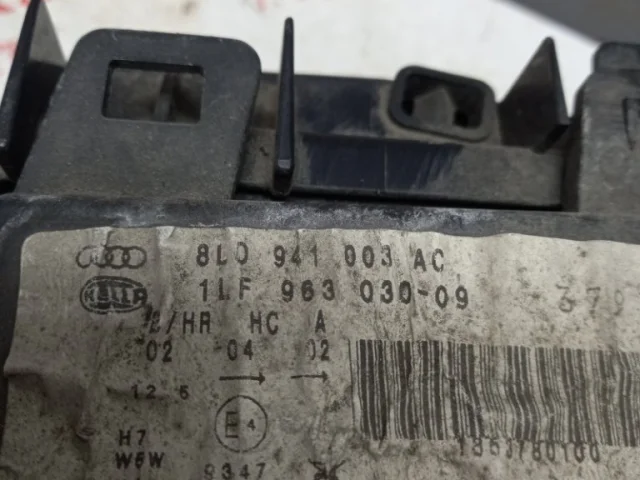 8L0 941 003 AC
HELLA 1LF 963 030-09
/HR HC A
02 04 02
12 5
E4
H7
W5W 9347